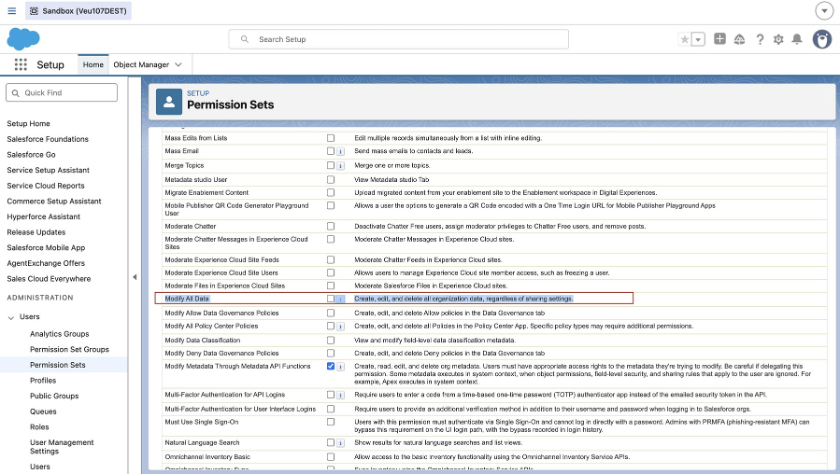 Sandbox (Veu107DEST)
Search Setup
Setup
Home
Object Manager
Quick Find
Setup Home
Salesforce Foundations
Salesforce Go
Service Setup Assistant
Service Cloud Reports
Commerce Setup Assistant
Hyperforce Assistant
Release Updates
Salesforce Mobile App
AgentExchange Offers
Sales Cloud Everywhere
ADMINISTRATION
Users
Analytics Groups
Permission Set Groups
Permission Sets
Profiles
Public Groups
Queues
Roles
User Management
Settings
Users
SETUP
Permission Sets
Mass Edits from Lists Edit multiple records simultaneously from a list with inline editing.
Mass Email Send mass emails to contacts and leads.
Merge Topics Merge one or more topics.
Metadata studio User View Metadata studio Tab
Migrate Enablement Content Upload migrated content from your enablement site to the Enablement workspace in Digital Experiences.
Mobile Publisher QR Code Generator Playground Allows a user the options to generate a QR Code encoded with a One Time Login URL for Mobile Publisher Playground Apps
User
Moderate Chatter Deactivate Chatter Free users, assign moderator privileges to Chatter Free users, and remove posts.
Moderate Chatter Messages in Experience Cloud Moderate Chatter Messages in Experience Cloud sites.
Sites
Moderate Experience Cloud Site Feeds Moderate Chatter Feeds in Experience Cloud sites.
Moderate Experience Cloud Site Users Allows users to manage Experience Cloud site member access, such as freezing a user.
Moderate Files in Experience Cloud Sites Moderate Salesforce Files in Experience Cloud sites.
Modify All Data Create, edit, and delete all organization data, regardless of sharing settings.
Modify Allow Data Governance Policies Create, edit, and delete Allow policies in the Data Governance tab
Modify All Policy Center Policies Create, edit, and delete all Policies in the Policy Center App. Specific policy types may require additional permissions.
Modify Data Classification View and modify field-level data classification metadata.
Modify Deny Data Governance Policies Create, edit, and delete Deny policies in the Data Governance tab
Modify Metadata Through Metadata API Functions Create, read, edit, and delete org metadata. Users must have appropriate access rights to the metadata they're trying to modify. Be careful if delegating this
permission. Some metadata executes in system context, when object permissions, field-level security, and sharing rules that apply to the user are ignored. For
example, Apex executes in system context.
Multi-Factor Authentication for API Logins Require users to enter a code from a time-based one-time password (TOTP) authenticator app instead of the emailed security token in the API.
Multi-Factor Authentication for User Interface Logins Require users to provide an additional verification method in addition to their username and password when logging in to Salesforce orgs.
Must Use Single Sign-On Users with this permission must authenticate via Single Sign-On and cannot log in directly with a password. Admins with PRMFA (phishing-resistant MFA) can
bypass this requirement on the UI login path, with the bypass recorded in login history.
Natural Language Search Show results for natural language searches and list views.
Omnichannel Inventory Basic Allow access to the basic inventory functionality using the Omnichannel Inventory Service APIs.